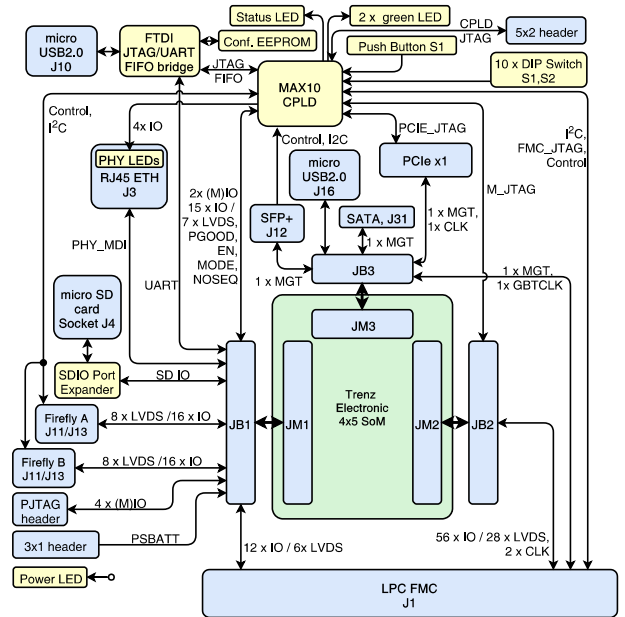 micro
USB2.0
J10
FTDI
JTAG/UART
FIFO bridge
Status LED
Conf. EEPROM
2 x green LED
CPLD
JTAG
5x2 header
Push Button S1
10 x DIP Switch
S1,S2
JTAG
FIFO
MAX10
CPLD
Control,
I²C
4x IO
PHY LEDs
RJ45 ETH
J3
Control, I2C
micro
USB2.0
J16
PCIE_JTAG
PCIe x1
I²C,
FMC_JTAG,
Control
M_JTAG
2x (M)IO
15 x IO /
7 x LVDS,
PGOOD,
EN,
MODE,
NOSEQ
SFP+
J12
SATA, J31
1 x MGT,
1x CLK
PHY_MDI
UART
1 x MGT
1 x MGT
JB3
1 x MGT,
1x GBTCLK
micro SD
card
Socket J4
JM3
SDIO Port
Expander
SD IO
Trenz
Electronic
4x5 SoM
JB1
JM1
JM2
JB2
Firefly A
J11/J13
8 x LVDS /16 x IO
Firefly B
J11/J13
8 x LVDS /16 x IO
PJTAG
header
4 x (M)IO
3x1 header
PSBATT
12 x IO / 6x LVDS
56 x IO / 28 x LVDS,
2 x CLK
Power LED
LPC FMC
J1